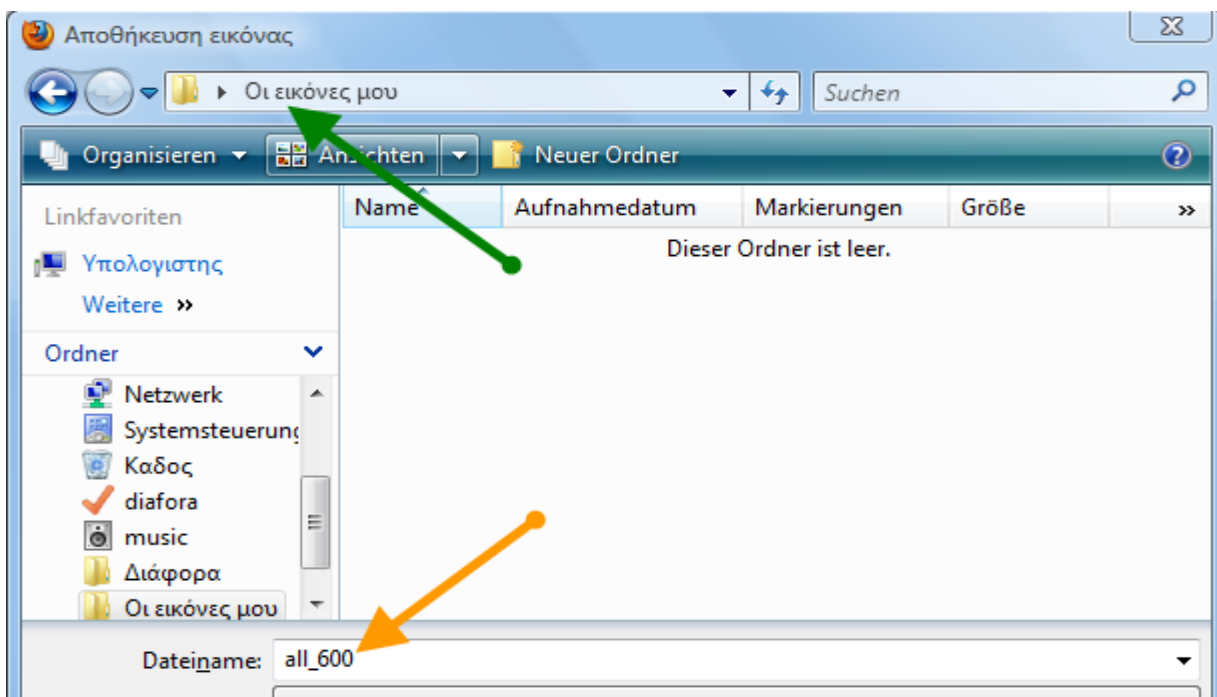 Αποθήκευση εικόνας
Οι εικόνες μου
Suchen
Organisieren Ansichten Neuer Ordner
Linkfavoriten
Name Aufnahmedatum Markierungen Größe »
Dieser Ordner ist leer.
Υπολογιστης
Weitere »
Ordner
Netzwerk
Systemsteuerung
Καδος
diafora
music
Διάφορα
Οι εικόνες μου
Dateiname: all_600